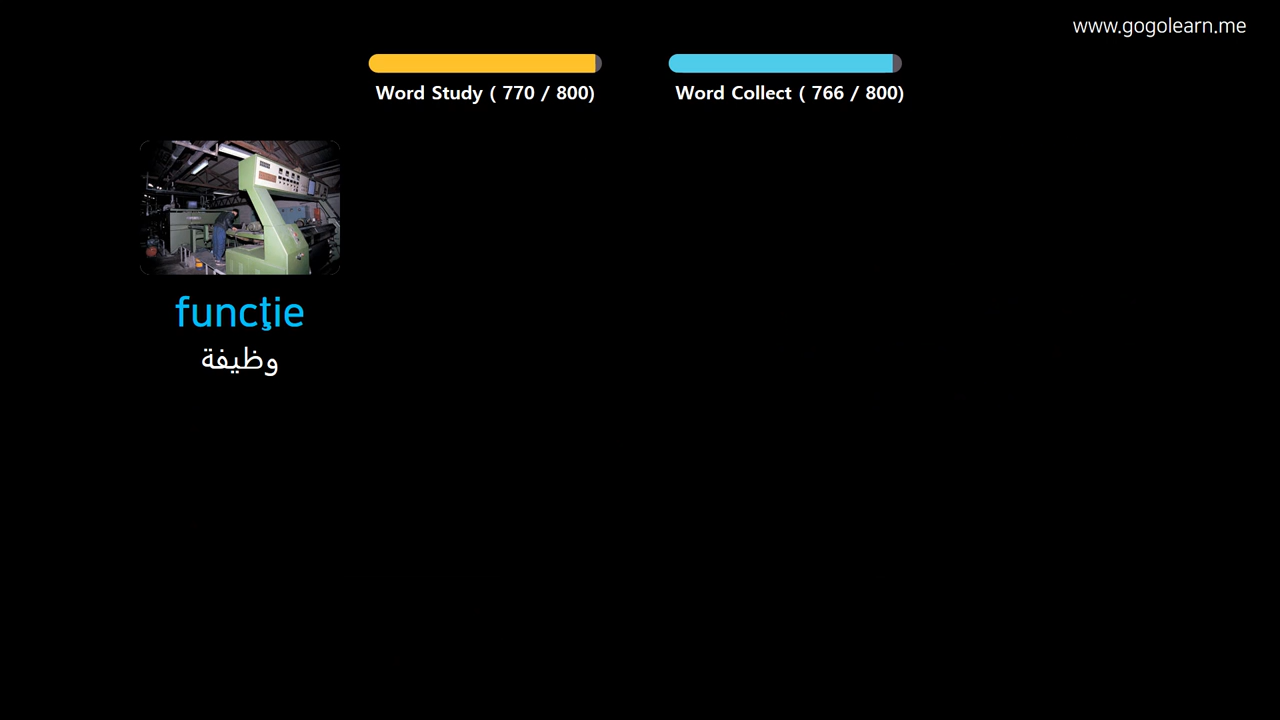 www.gogolearn.me
Word Study ( 770 / 800)
Word Collect ( 766 / 800)
funcţie
وظيفة